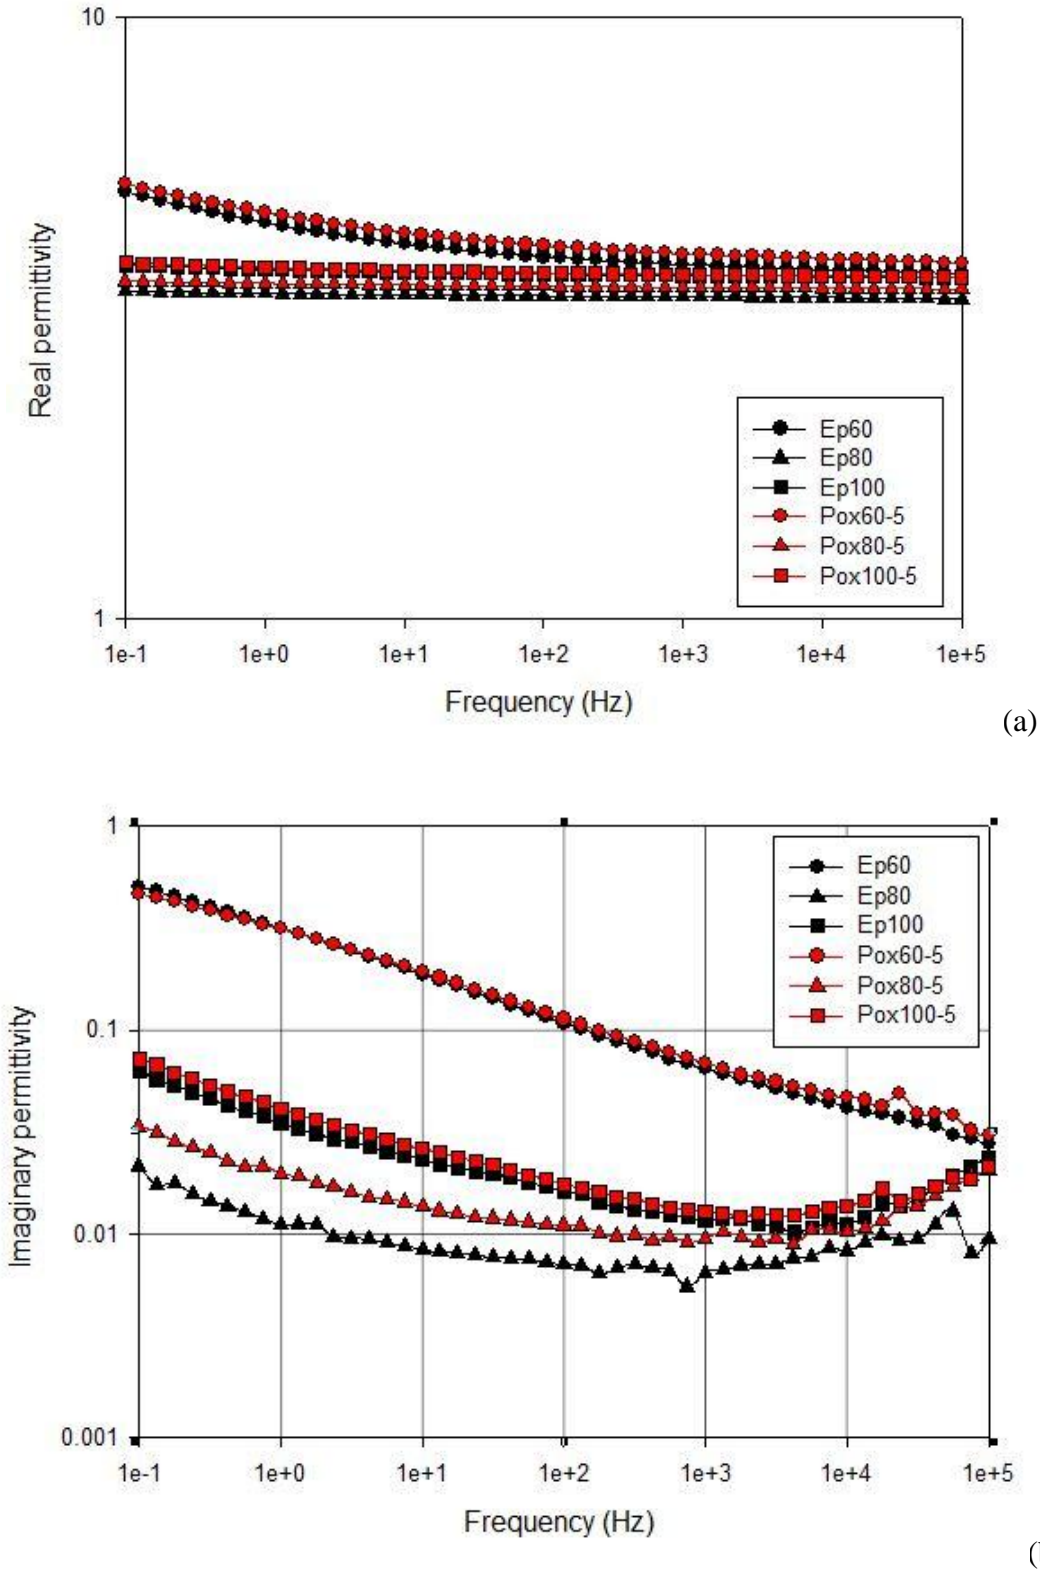 10
Real permittivity
Ep60
Ep80
Ep100
Pox60-5
Pox80-5
Pox100-5
1
1e-1 1e+0 1e+1 1e+2 1e+3 1e+4 1e+5
Frequency (Hz)
(a)
1
Ep60
Ep80
Ep100
Pox60-5
Pox80-5
Pox100-5
Imaginary permittivity
0.1
0.01
0.001
1e-1 1e+0 1e+1 1e+2 1e+3 1e+4 1e+5
Frequency (Hz)